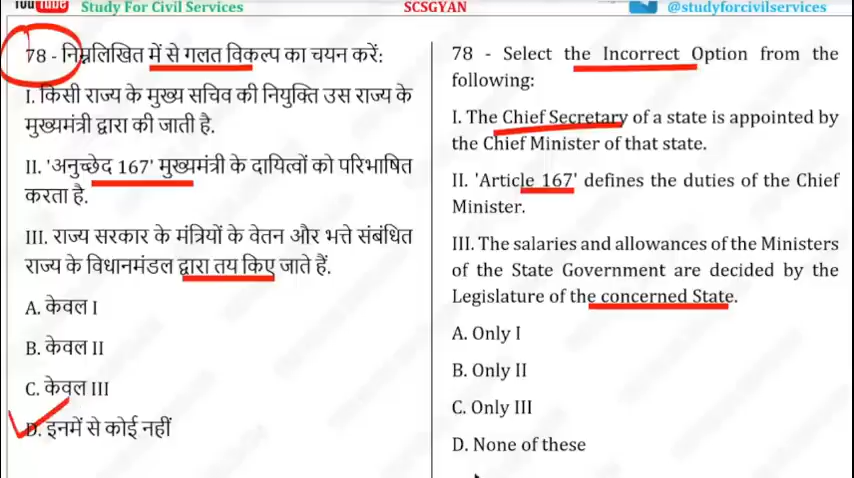 You Tube Study For Civil Services
SCSGYAN
@studyforcivilservices
78 - निम्नलिखित में से गलत विकल्प का चयन करें:
I. किसी राज्य के मुख्य सचिव की नियुक्ति उस राज्य के
मुख्यमंत्री द्वारा की जाती है.
II. 'अनुच्छेद 167' मुख्यमंत्री के दायित्वों को परिभाषित
करता है.
III. राज्य सरकार के मंत्रियों के वेतन और भत्ते संबंधित
राज्य के विधानमंडल द्वारा तय किए जाते हैं.
A. केवल I
B. केवल II
C. केवल III
D. इनमें से कोई नहीं
78 - Select the Incorrect Option from the
following:
I. The Chief Secretary of a state is appointed by
the Chief Minister of that state.
II. 'Article 167' defines the duties of the Chief
Minister.
III. The salaries and allowances of the Ministers
of the State Government are decided by the
Legislature of the concerned State.
A. Only I
B. Only II
C. Only III
D. None of these